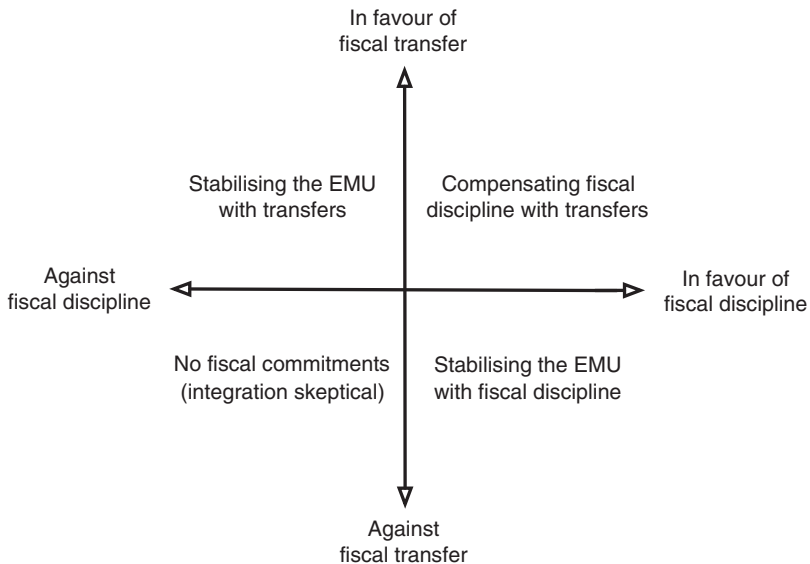 In favour of
fiscal transfer
Stabilising the EMU
with transfers
Compensating fiscal
discipline with transfers
Against
fiscal discipline
In favour of
fiscal discipline
No fiscal commitments
(integration skeptical)
Stabilising the EMU
with fiscal discipline
Against
fiscal transfer